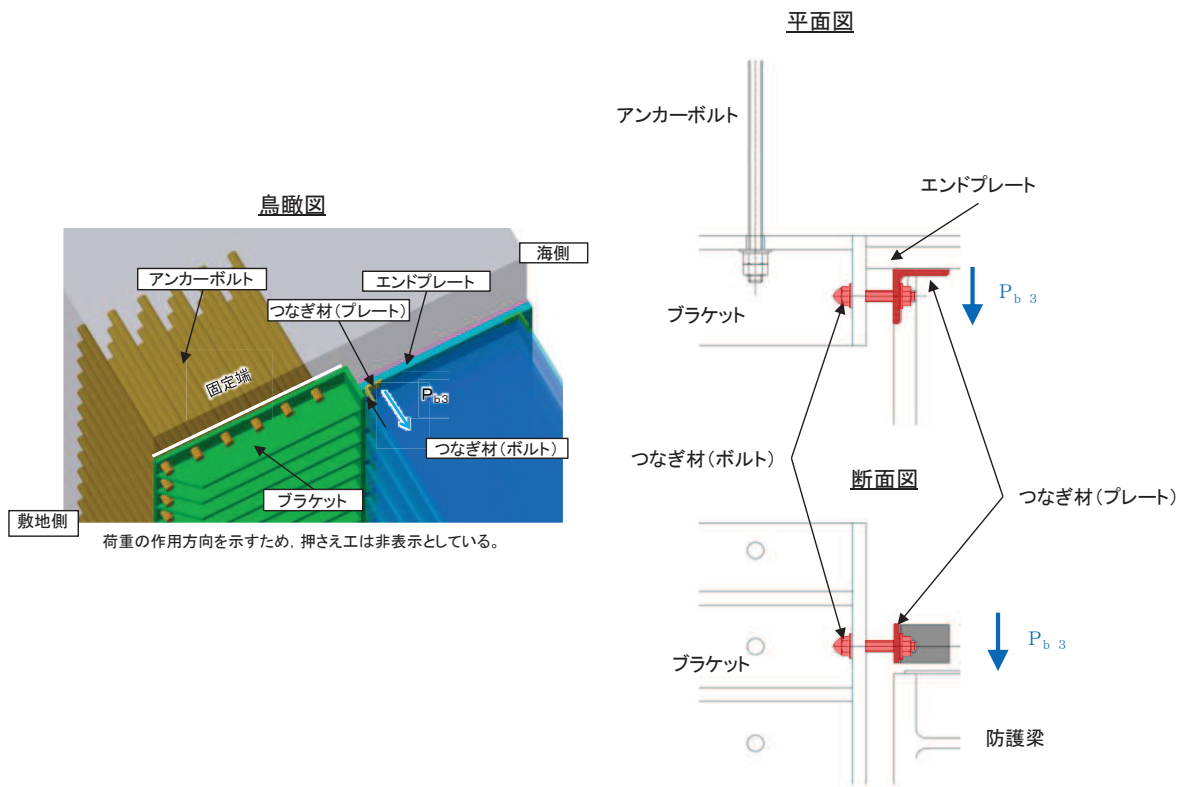 平面図
アンカーボルト
エンドプレート
P_b 3
ブラケット
鳥瞰図
海側
アンカーボルト
エンドプレート
つなぎ材(プレート)
固定端
P_b3
つなぎ材(ボルト)
ブラケット
敷地側
荷重の作用方向を示すため,押さえ工は非表示としている。
つなぎ材(ボルト)
断面図
つなぎ材(プレート)
P_b 3
ブラケット
防護梁